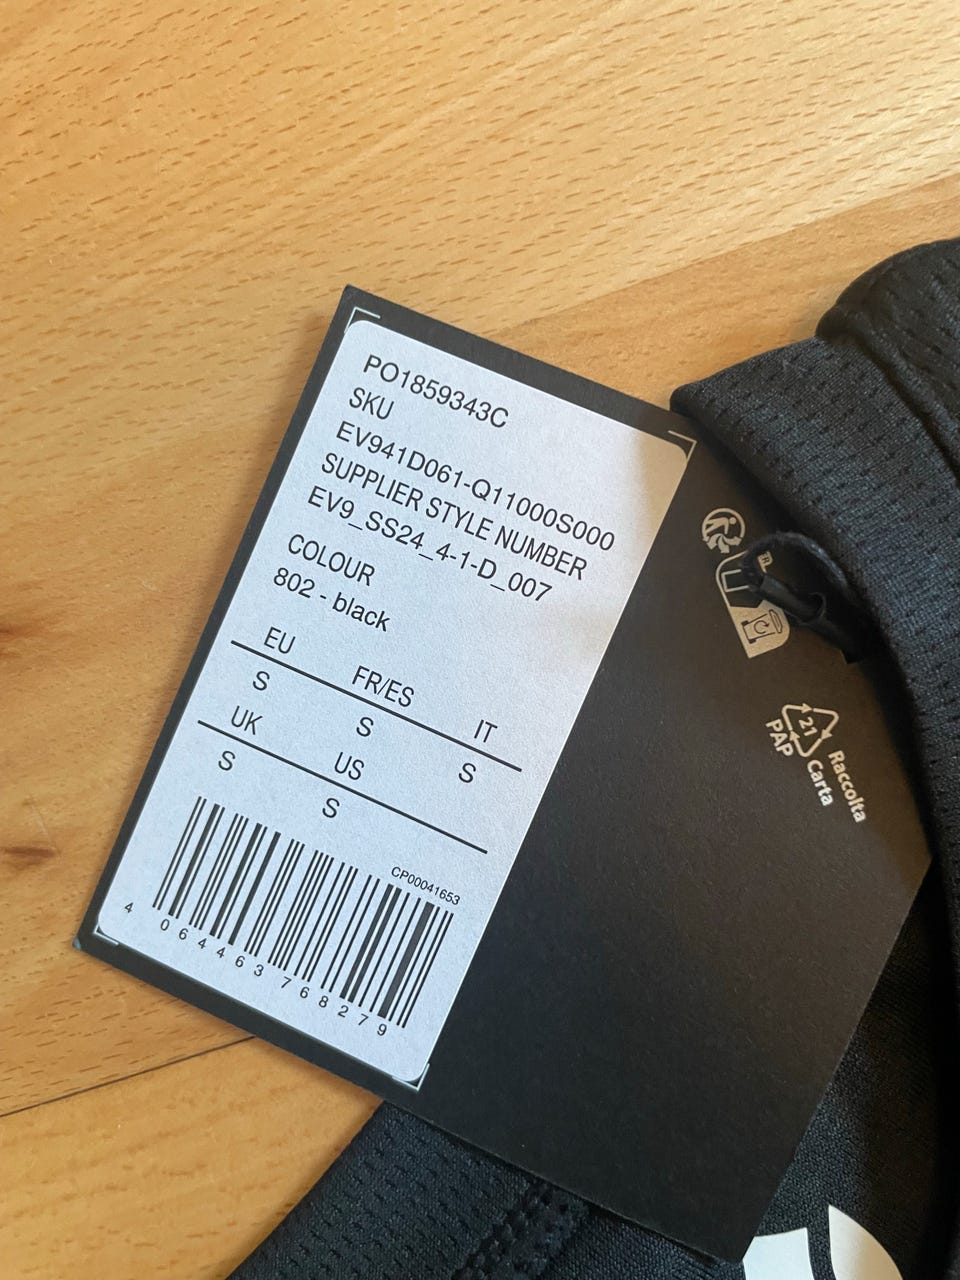 PO1859343C
SKU
EV941D061-Q11000S000
SUPPLIER STYLE NUMBER
EV9_SS24_4-1-D_007
COLOUR
802 - black
EU FR/ES IT
S S S
UK US
S S
CP00041653
4 064463 768279
FR
21
PAP
Raccolta
Carta